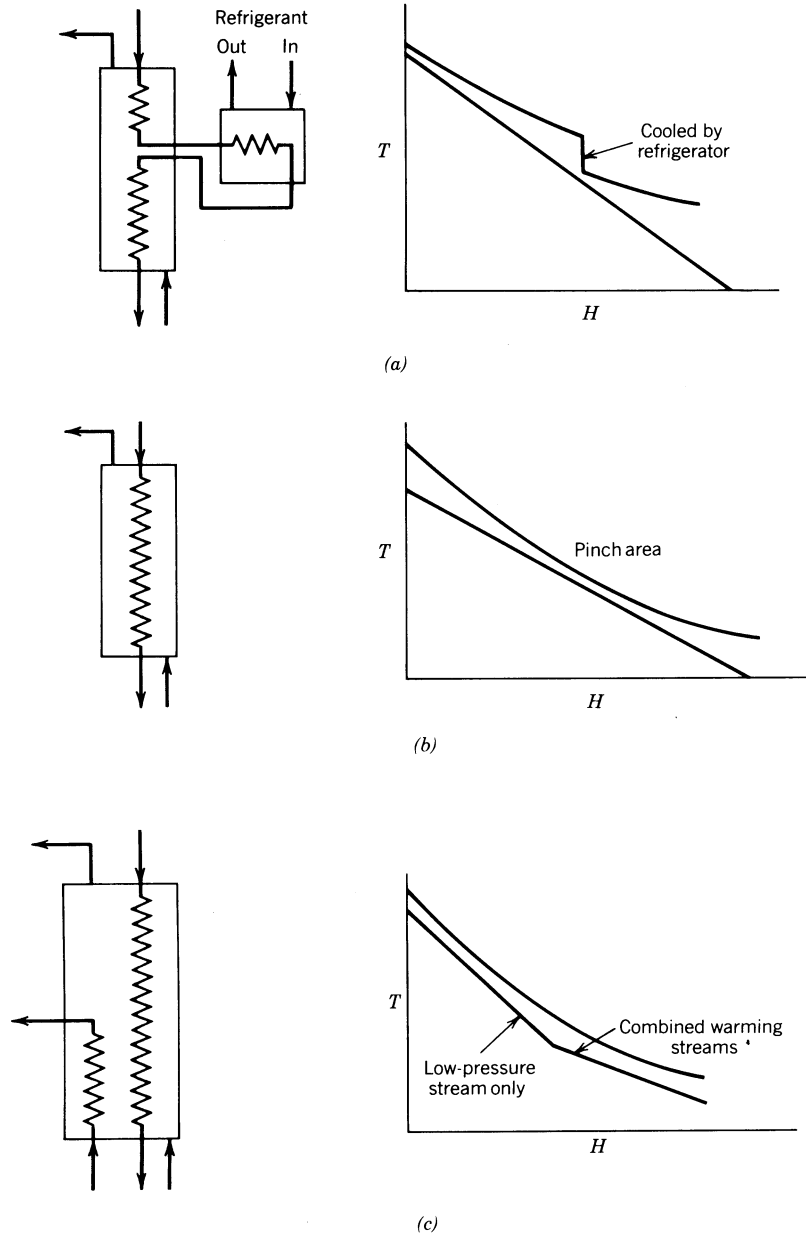 Refrigerant
Out In
T
Cooled by
refrigerator
H
(a)
T
Pinch area
H
(b)
T
Combined warming
streams
Low-pressure
stream only
H
(c)